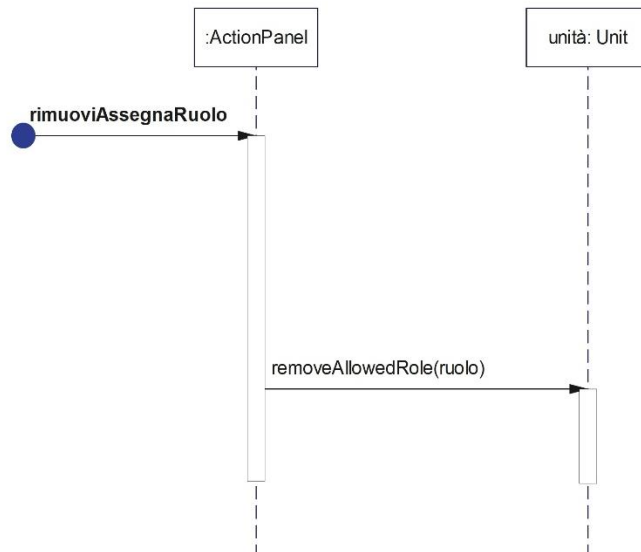 :ActionPanel
unità: Unit
rimuoviAssegnaRuolo
removeAllowedRole(ruolo)